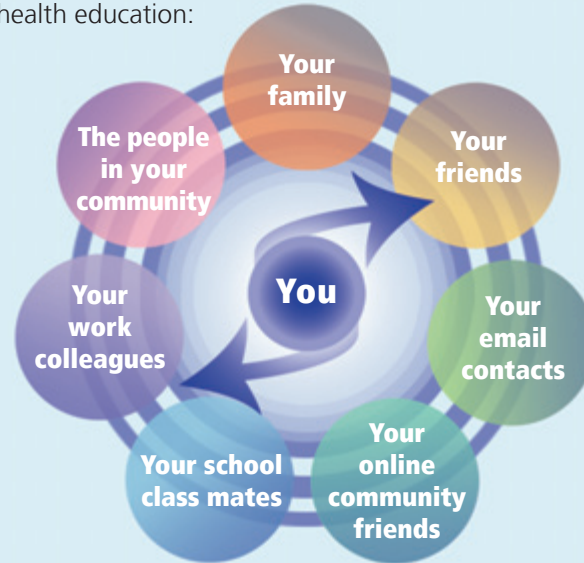 health education:
Your
family
Your
friends
Your
email
contacts
Your
online
community
friends
Your school
class mates
Your
work
colleagues
The people
in your
community
You